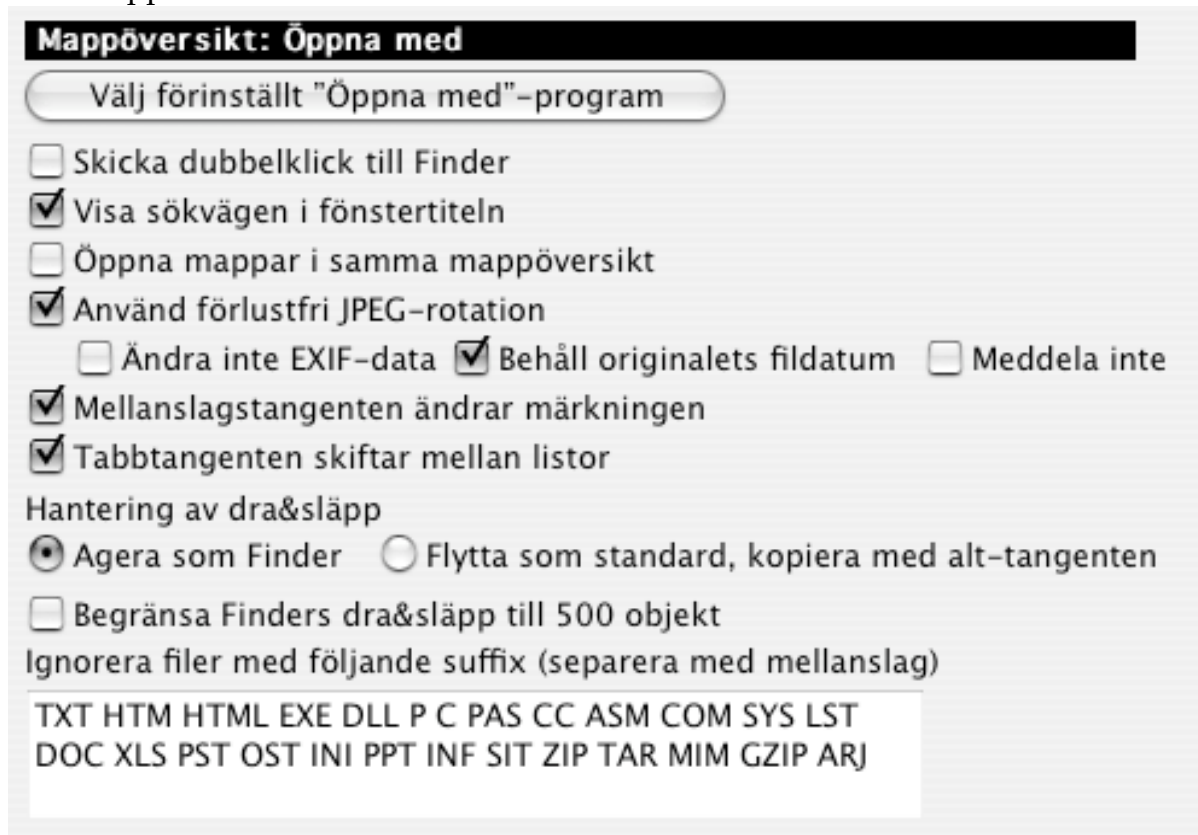 Mappöversikt: Öppna med
Välj förinställt ”Öppna med”-program
Skicka dubbelklick till Finder
Visa sökvägen i fönstertiteln
Öppna mappar i samma mappöversikt
Använd förlustfri JPEG-rotation
Ändra inte EXIF-data Behåll originalets fildatum Meddela inte
Mellanslagstangenten ändrar märkningen
Tabbtangenten skiftar mellan listor
Hantering av dra&släpp
Agera som Finder Flytta som standard, kopiera med alt-tangenten
Begränsa Finders dra&släpp till 500 objekt
Ignorera filer med följande suffix (separera med mellanslag)
TXT HTM HTML EXE DLL P C PAS CC ASM COM SYS LST
DOC XLS PST OST INI PPT INF SIT ZIP TAR MIM GZIP ARJ